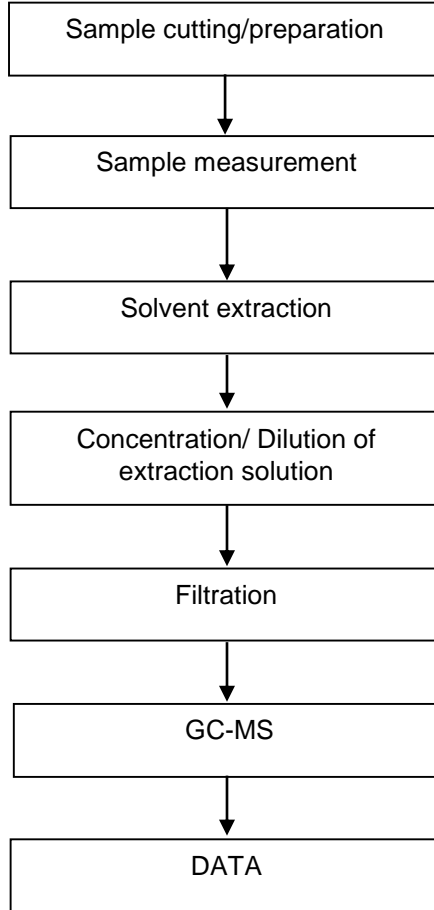 Sample cutting/preparation
Sample measurement
Solvent extraction
Concentration/ Dilution of
extraction solution
Filtration
GC-MS
DATA